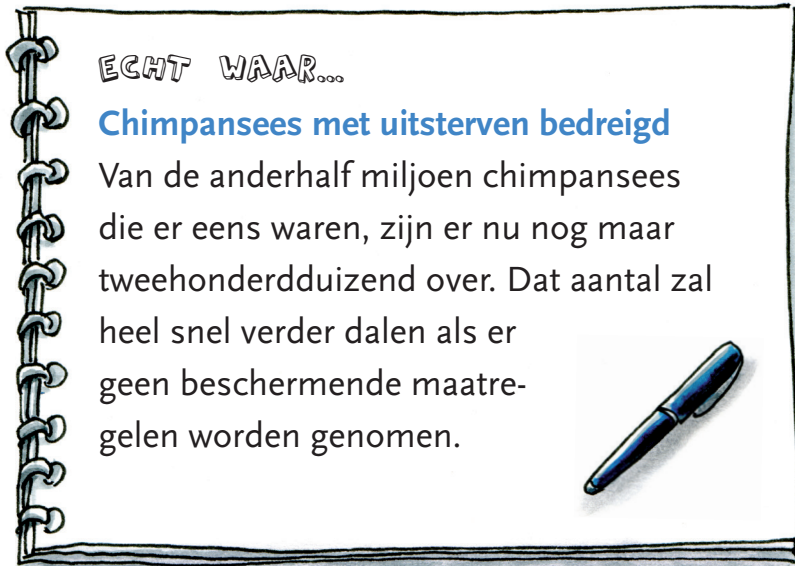 ECHT WAAR...
Chimpansees met uitsterven bedreigd
Van de anderhalf miljoen chimpansees
die er eens waren, zijn er nu nog maar
tweehonderdduizend over. Dat aantal zal
heel snel verder dalen als er
geen beschermende maatre-
gelen worden genomen.